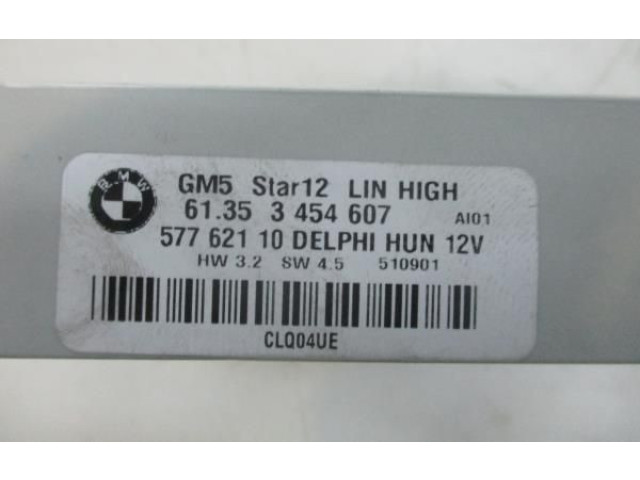 BMW
GM5 Star12 LIN HIGH
61.35 3 454 607 AI01
577 621 10 DELPHI HUN 12V
HW 3.2 SW 4.5 510901
CLQ04UE